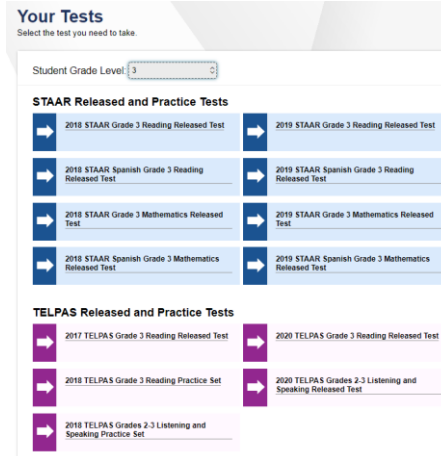 Your Tests
Select the test you need to take.
Student Grade Level: 3
STAAR Released and Practice Tests
2018 STAAR Grade 3 Reading Released Test
2019 STAAR Grade 3 Reading Released Test
2018 STAAR Spanish Grade 3 Reading
Released Test
2019 STAAR Spanish Grade 3 Reading
Released Test
2018 STAAR Grade 3 Mathematics Released
Test
2019 STAAR Grade 3 Mathematics Released
Test
2018 STAAR Spanish Grade 3 Mathematics
Released Test
2019 STAAR Spanish Grade 3 Mathematics
Released Test
TELPAS Released and Practice Tests
2017 TELPAS Grade 3 Reading Released Test
2020 TELPAS Grade 3 Reading Released Test
2018 TELPAS Grade 3 Reading Practice Set
2020 TELPAS Grades 2-3 Listening and
Speaking Released Test
2018 TELPAS Grades 2-3 Listening and
Speaking Practice Set